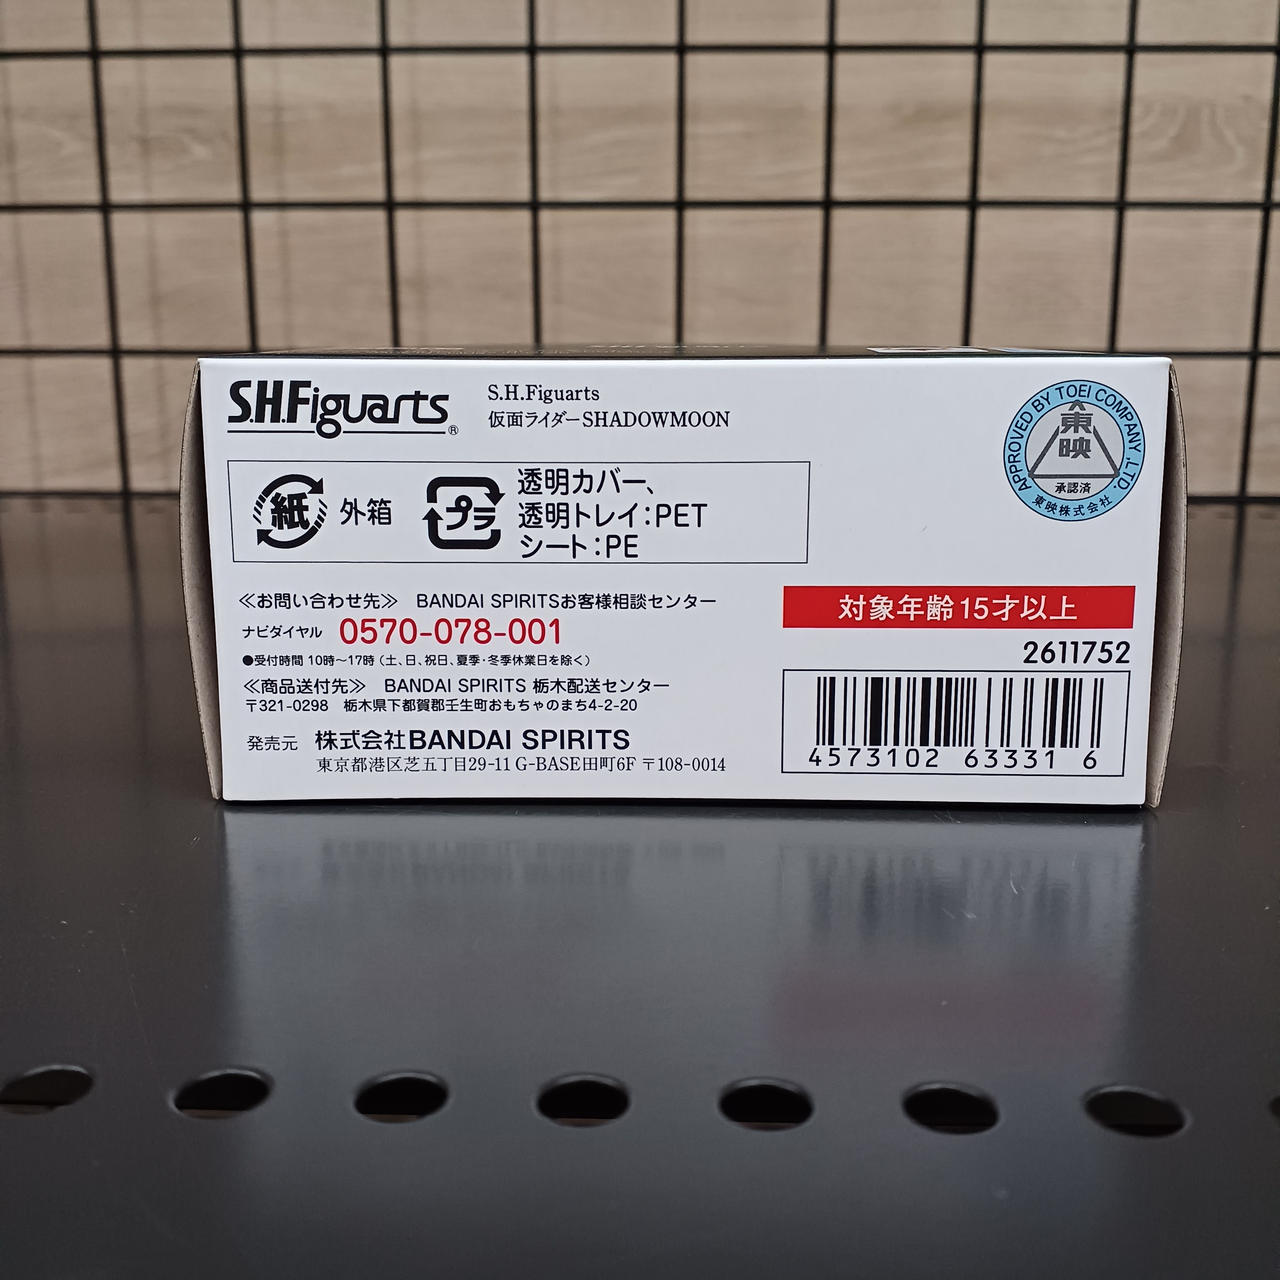 S.H.Figuarts®
S.H.Figuarts
仮面ライダーSHADOWMOON
APPROVED BY TOEI COMPANY, LTD.
東映
承認済
東映株式会社
紙 外箱
プラ
透明カバー、
透明トレイ：PET
シート：PE
≪お問い合わせ先≫ BANDAI SPIRITSお客様相談センター
ナビダイヤル 0570-078-001
●受付時間 10時～17時（土、日、祝日、夏季・冬季休業日を除く）
≪商品送付先≫ BANDAI SPIRITS 栃木配送センター
〒321-0298 栃木県下都賀郡壬生町おもちゃのまち4-2-20
発売元 株式会社BANDAI SPIRITS
東京都港区芝五丁目29-11 G-BASE田町6F 〒108-0014
対象年齢15才以上
2611752
4573102 63331 6